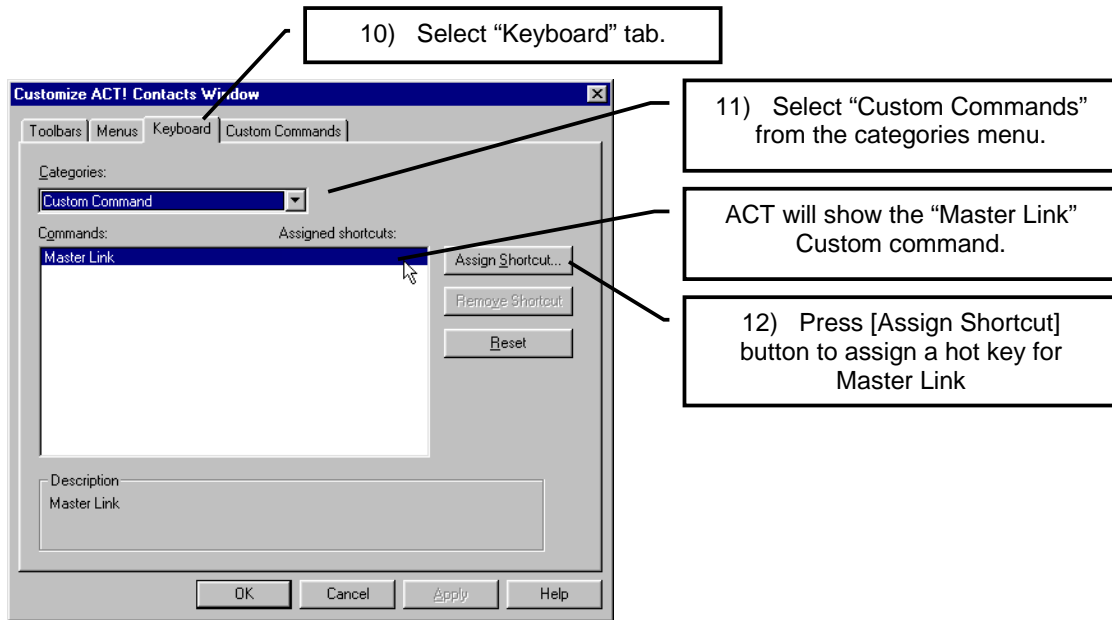 10) Select “Keyboard” tab.
Customize ACT! Contacts Window
Toolbars Menus Keyboard Custom Commands
11) Select “Custom Commands”
from the categories menu.
Categories:
Custom Command
ACT will show the “Master Link”
Custom command.
Commands: Assigned shortcuts:
Master Link
Assign Shortcut...
Remove Shortcut
Reset
12) Press [Assign Shortcut]
button to assign a hot key for
Master Link
Description
Master Link
OK Cancel Apply Help